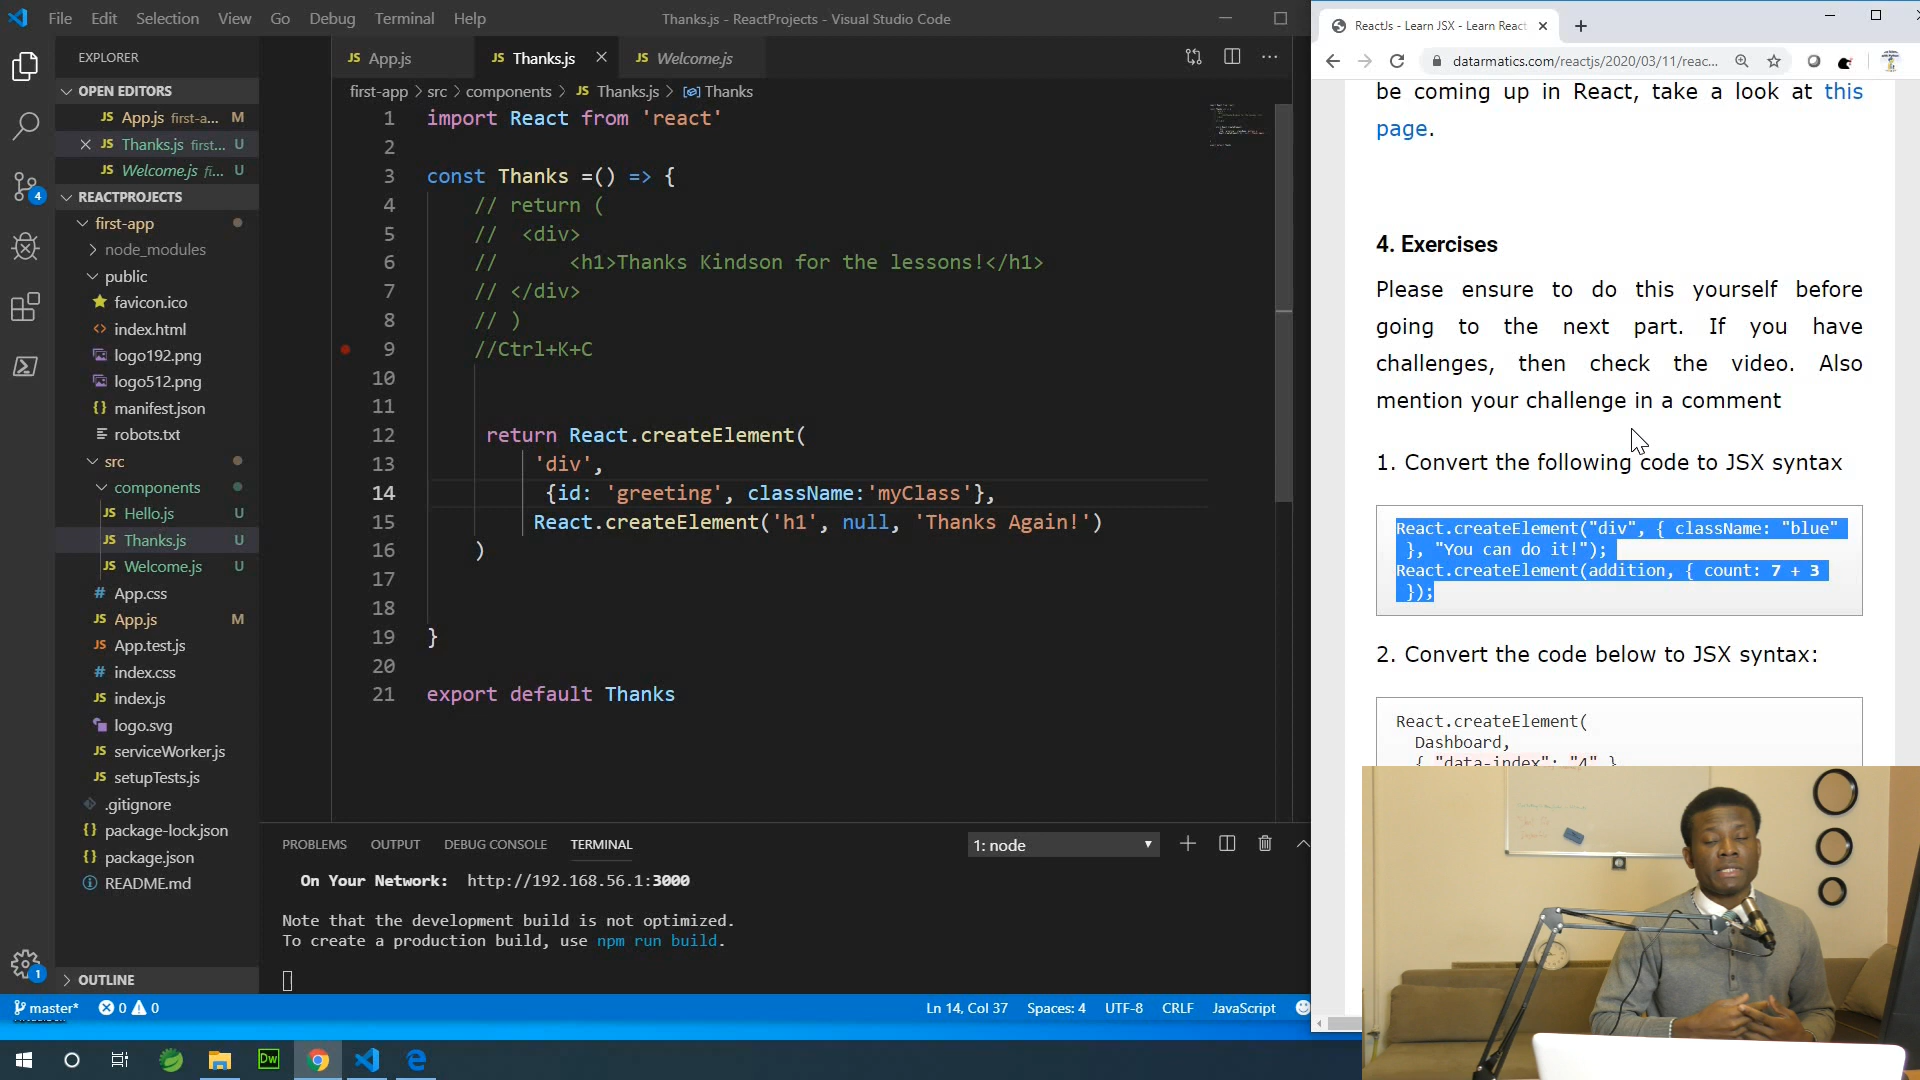 File Edit Selection View Go Debug Terminal Help
Thanks.js - ReactProjects - Visual Studio Code
EXPLORER
OPEN EDITORS
App.js first-a... M
Thanks.js first... U
Welcome.js fi... U
REACTPROJECTS
first-app
node_modules
public
favicon.ico
index.html
logo192.png
logo512.png
manifest.json
robots.txt
src
components
Hello.js U
Thanks.js U
Welcome.js U
App.css
App.js M
App.test.js
index.css
index.js
logo.svg
serviceWorker.js
setupTests.js
.gitignore
package-lock.json
package.json
README.md
OUTLINE
App.js
Thanks.js
Welcome.js
first-app > src > components > JS Thanks.js > Thanks
1 import React from 'react'
2
3 const Thanks =() => {
4 // return (
5 // <div>
6 // <h1>Thanks Kindson for the lessons!</h1>
7 // </div>
8 // )
9 //Ctrl+K+C
10
11
12 return React.createElement(
13 'div',
14 {id: 'greeting', className:'myClass'},
15 React.createElement('h1', null, 'Thanks Again!')
16 )
17
18
19 }
20
21 export default Thanks
PROBLEMS OUTPUT DEBUG CONSOLE TERMINAL
1: node
On Your Network: http://192.168.56.1:3000
Note that the development build is not optimized.
To create a production build, use npm run build.
master* 0 0
Ln 14, Col 37 Spaces: 4 UTF-8 CRLF JavaScript
ReactJs - Learn JSX - Learn React
datarmatics.com/reactjs/2020/03/11/reac...
be coming up in React, take a look at this
page.
4. Exercises
Please ensure to do this yourself before
going to the next part. If you have
challenges, then check the video. Also
mention your challenge in a comment
1. Convert the following code to JSX syntax
React.createElement("div", { className: "blue"
}, "You can do it!");
React.createElement(addition, { count: 7 + 3
});
2. Convert the code below to JSX syntax:
React.createElement(
Dashboard,
{ "data-index": "4" }